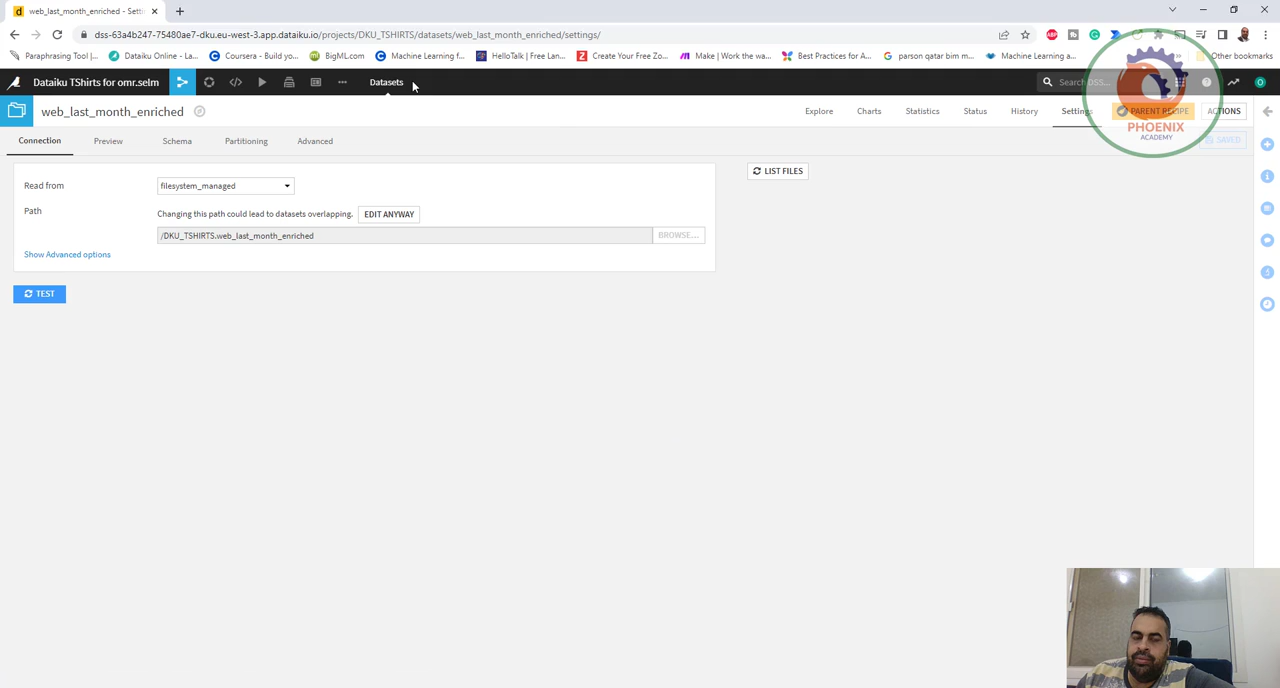 web_last_month_enriched - Setti
dss-63a4b247-75480ae7-dku.eu-west-3.app.dataiku.io/projects/DKU_TSHIRTS/datasets/web_last_month_enriched/settings/
Paraphrasing Tool |... Dataiku Online - La... Coursera - Build yo... BigML.com Machine Learning f... HelloTalk | Free Lan... Create Your Free Zo... Make | Work the wa... Best Practices for A... parson qatar bim m... Machine Learning a... » Other bookmarks
Dataiku TShirts for omr.selm Datasets Search DSS...
web_last_month_enriched Explore Charts Statistics Status History Settings PARENT RECIPE ACTIONS
PHOENIX
ACADEMY
Connection Preview Schema Partitioning Advanced SAVED
Read from filesystem_managed LIST FILES
Path Changing this path could lead to datasets overlapping. EDIT ANYWAY
/DKU_TSHIRTS.web_last_month_enriched BROWSE...
Show Advanced options
TEST